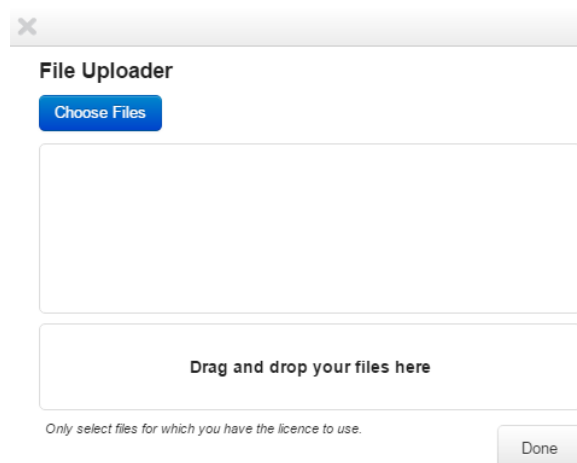 File Uploader
Choose Files
Drag and drop your files here
Only select files for which you have the licence to use.
Done